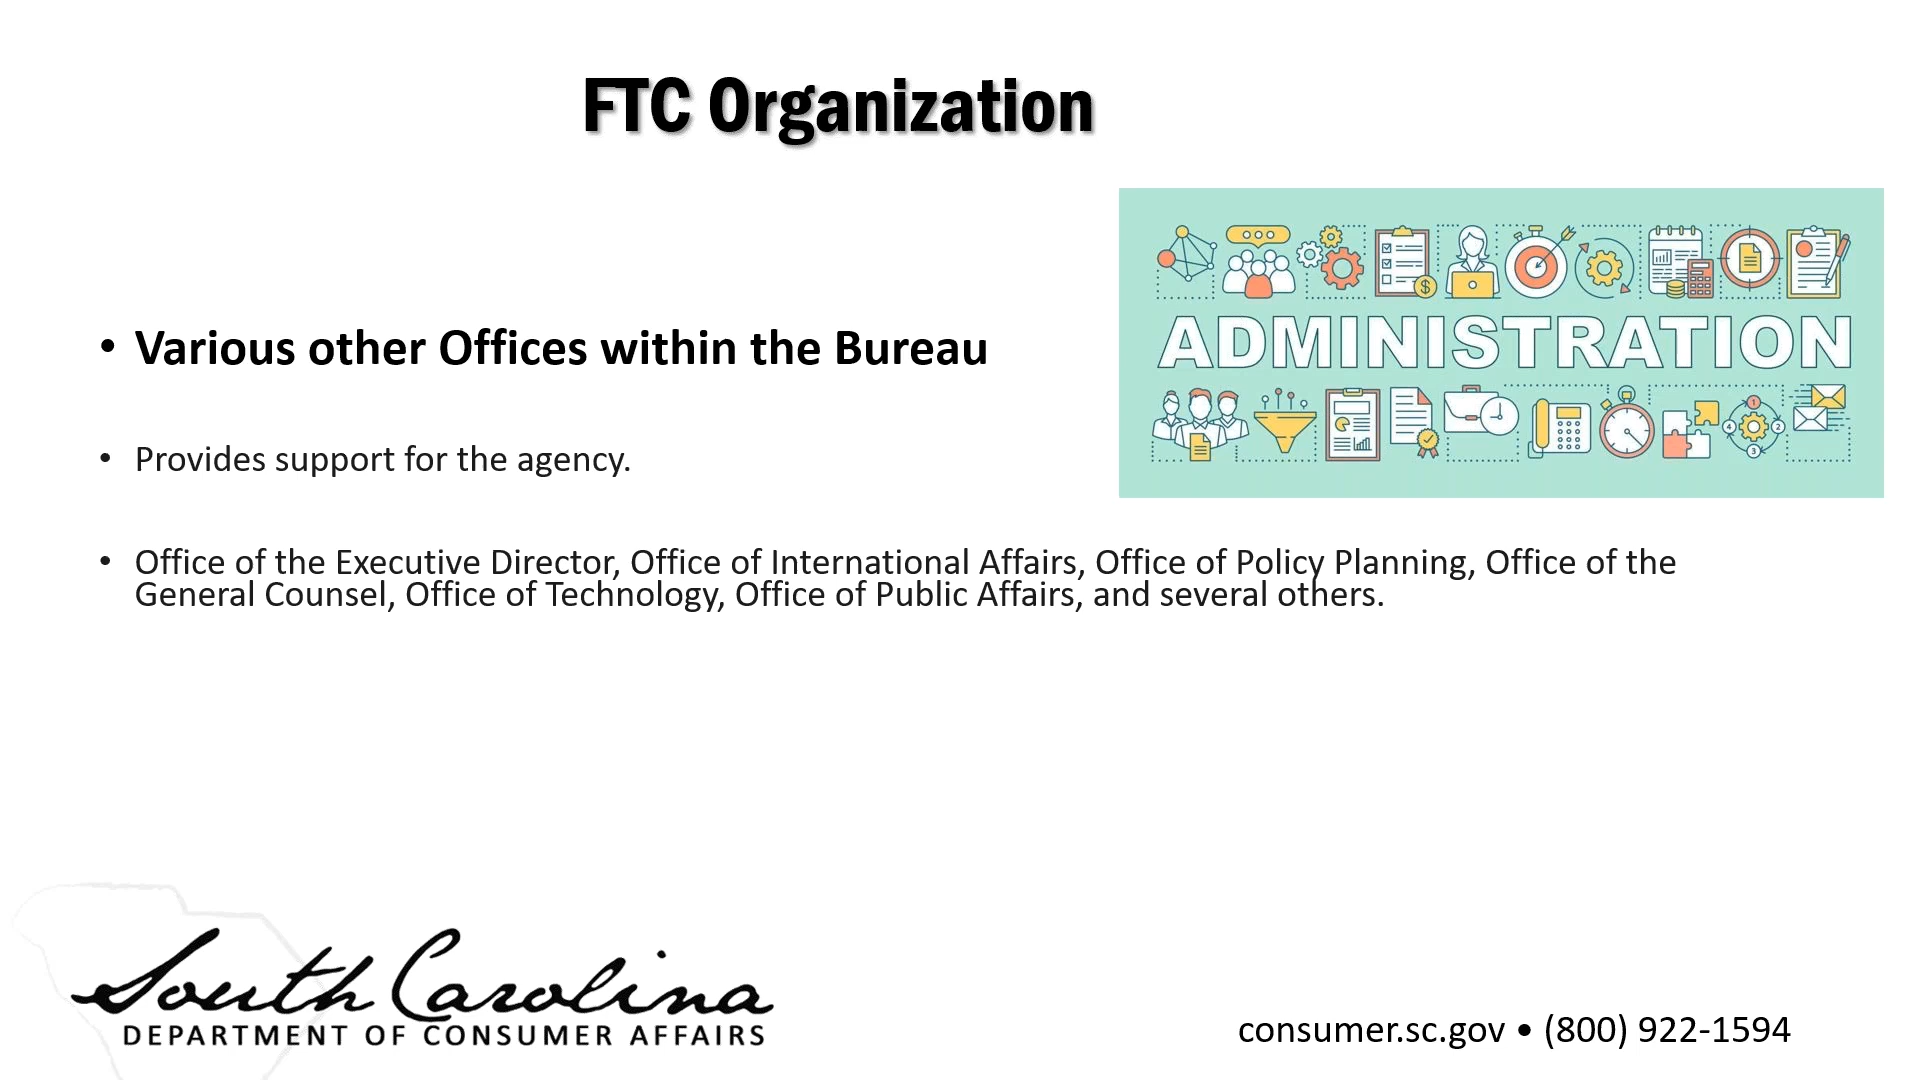 FTC Organization
ADMINISTRATION
• Various other Offices within the Bureau
• Provides support for the agency.
• Office of the Executive Director, Office of International Affairs, Office of Policy Planning, Office of the
General Counsel, Office of Technology, Office of Public Affairs, and several others.
South Carolina
DEPARTMENT OF CONSUMER AFFAIRS
consumer.sc.gov • (800) 922-1594